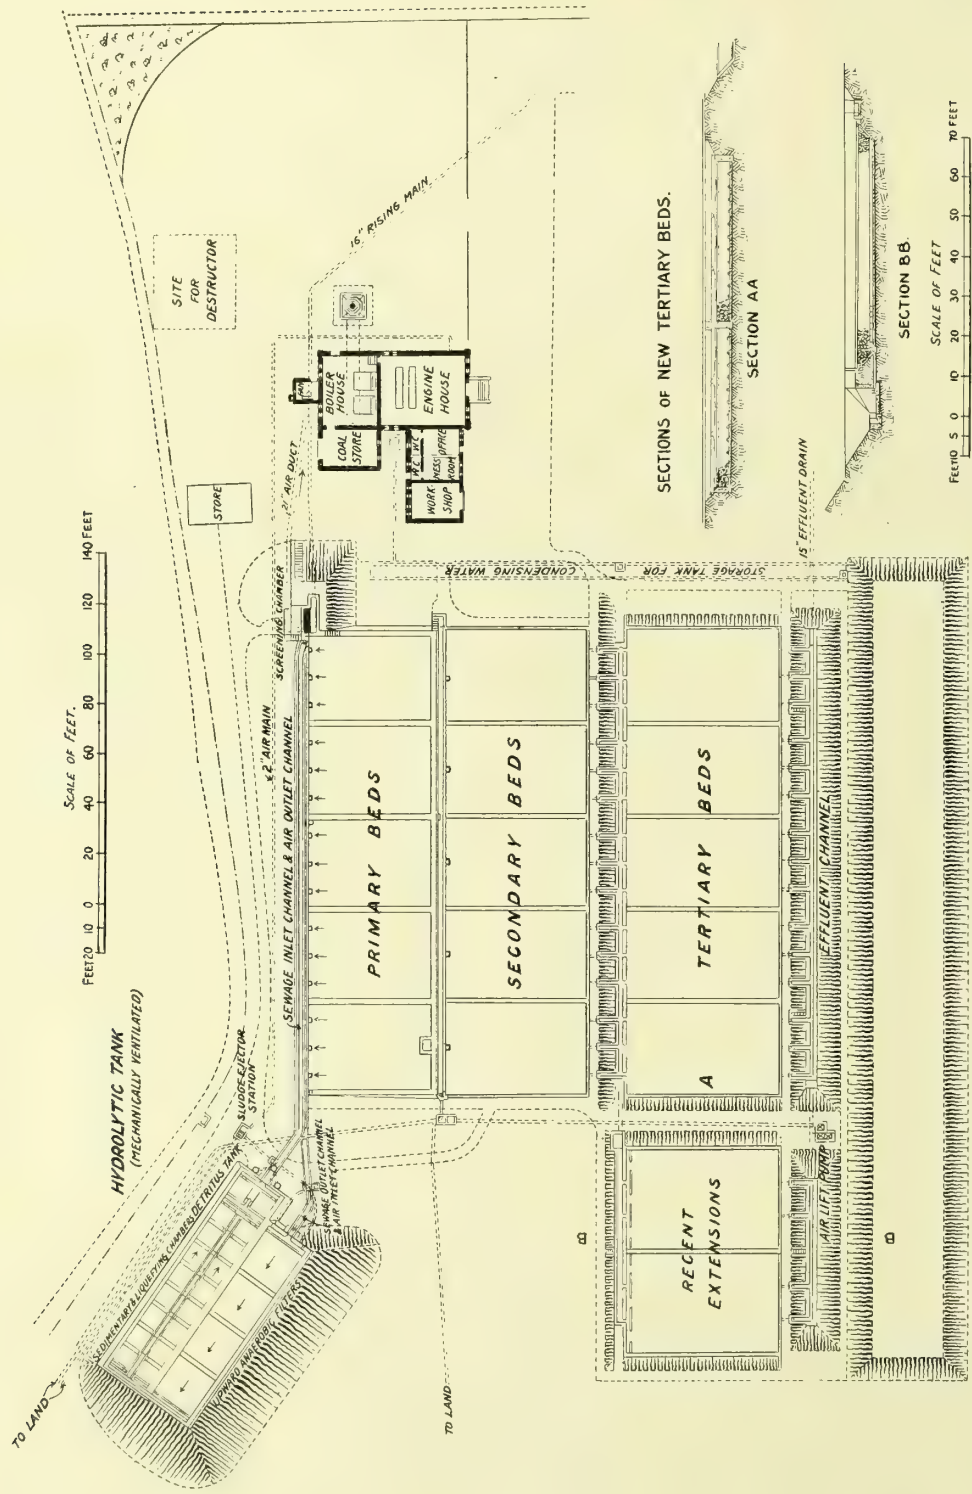 SITE
FOR
DESTRUCTOR
16" RISING MAIN
BOILER
HOUSE
FAN
COAL
STORE
ENGINE
HOUSE
W.C.
W.C.
MESS
ROOM
OFFICE
WORK
SHOP
AIR DUCT
STORE
SCALE OF FEET.
FEET 20 10 0 20 40 60 80 100 120 140 FEET
SCREENING CHAMBER
2" AIR MAIN
SEWAGE INLET CHANNEL & AIR OUTLET CHANNEL
HYDROLYTIC TANK
(MECHANICALLY VENTILATED)
SLUDGE EJECTOR
STATION
SEDIMENTARY & LIQUEFYING CHAMBERS
DETRITUS TANK
UPWARD ANAEROBIC FILTERS
SEWAGE OUTLET CHANNEL
& AIR INLET CHANNEL
TO LAND
TO LAND
PRIMARY BEDS
SECONDARY BEDS
A TERTIARY BEDS
STORAGE TANK FOR CONDENSING WATER
15" EFFLUENT DRAIN
EFFLUENT CHANNEL
AIR LIFT PUMP
RECENT
EXTENSIONS
B
B
SECTIONS OF NEW TERTIARY BEDS.
SECTION AA
SECTION BB.
SCALE OF FEET
FEET 10 5 0 10 20 30 40 50 60 70 FEET